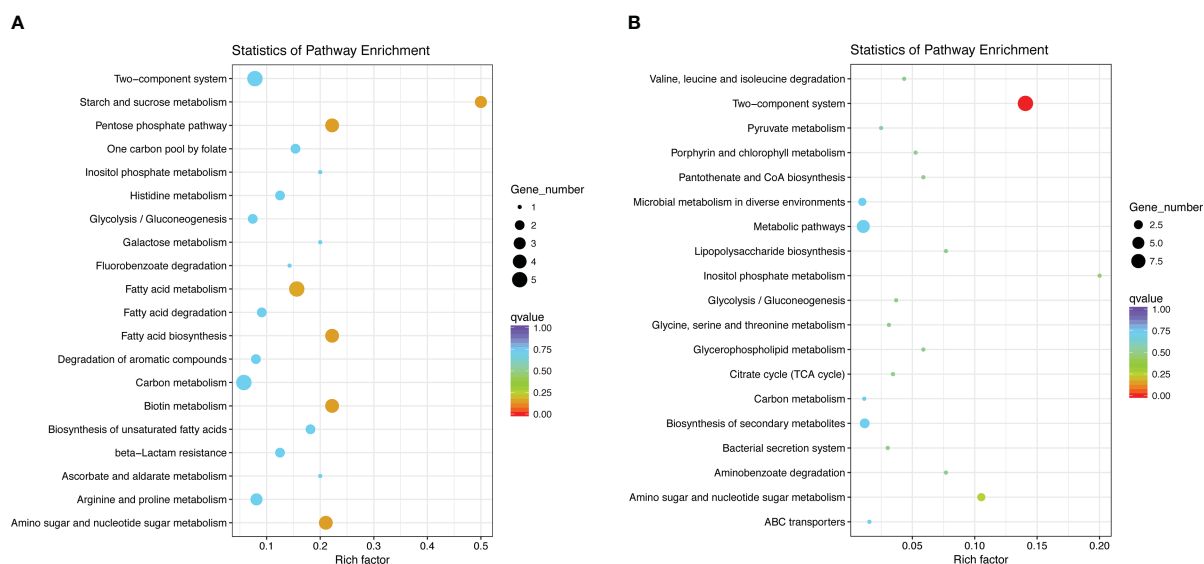 A
Statistics of Pathway Enrichment
Two−component system
Starch and sucrose metabolism
Pentose phosphate pathway
One carbon pool by folate
Inositol phosphate metabolism
Histidine metabolism
Glycolysis / Gluconeogenesis
Galactose metabolism
Fluorobenzoate degradation
Fatty acid metabolism
Fatty acid degradation
Fatty acid biosynthesis
Degradation of aromatic compounds
Carbon metabolism
Biotin metabolism
Biosynthesis of unsaturated fatty acids
beta−Lactam resistance
Ascorbate and aldarate metabolism
Arginine and proline metabolism
Amino sugar and nucleotide sugar metabolism
0.1 0.2 0.3 0.4 0.5
Rich factor
Gene_number
1
2
3
4
5
qvalue
1.00
0.75
0.50
0.25
0.00
B
Statistics of Pathway Enrichment
Valine, leucine and isoleucine degradation
Two−component system
Pyruvate metabolism
Porphyrin and chlorophyll metabolism
Pantothenate and CoA biosynthesis
Microbial metabolism in diverse environments
Metabolic pathways
Lipopolysaccharide biosynthesis
Inositol phosphate metabolism
Glycolysis / Gluconeogenesis
Glycine, serine and threonine metabolism
Glycerophospholipid metabolism
Citrate cycle (TCA cycle)
Carbon metabolism
Biosynthesis of secondary metabolites
Bacterial secretion system
Aminobenzoate degradation
Amino sugar and nucleotide sugar metabolism
ABC transporters
0.05 0.10 0.15 0.20
Rich factor
Gene_number
2.5
5.0
7.5
qvalue
1.00
0.75
0.50
0.25
0.00